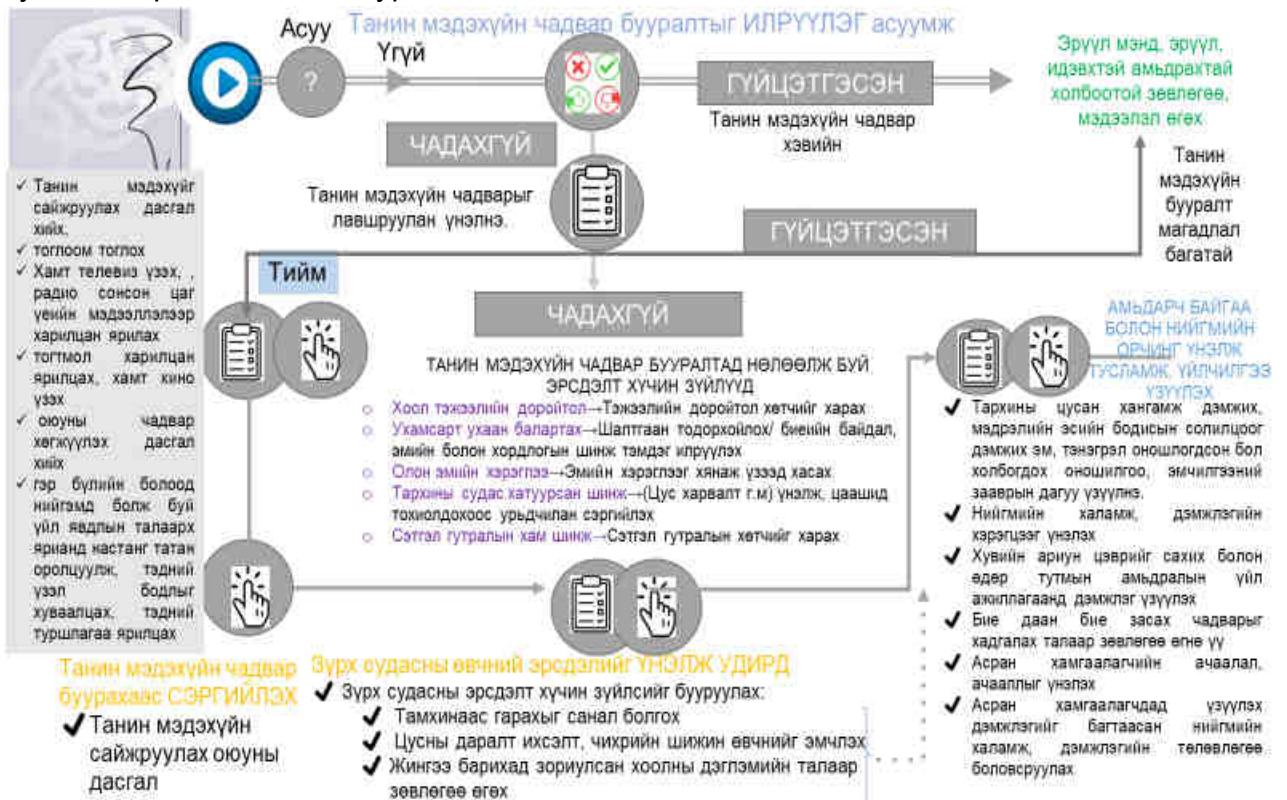 Асуу
Танин мэдэхүйн чадвар бууралтыг ИЛРҮҮЛЭГ асуумж
Үгүй
?
ГҮЙЦЭТГЭСЭН
Танин мэдэхүйн чадвар
хэвийн
Эрүүл мэнд, эрүүл,
идэвхтэй амьдрахтай
холбоотой зөвлөгөө,
мэдээлэл өгөх
ЧАДАХГҮЙ
Танин мэдэхүйн чадварыг
лавшруулан үнэлнэ.
ГҮЙЦЭТГЭСЭН
Танин
мэдэхүйн
бууралт
магадлал
багатай
Тийм
ЧАДАХГҮЙ
✓ Танин мэдэхүйг
сайжруулах дасгал
хийх,
✓ тоглоом тоглох
✓ Хамт телевиз үзэх, ,
радио сонсон цаг
үеийн мэдээллэлээр
харилцан ярилах
✓ тогтмол харилцан
ярилцах, хамт кино
үзэх
✓ оюуны чадвар
хөгжүүлэх дасгал
хийх
✓ гэр бүлийн болоод
нийгэмд болж буй
үйл явдлын талаарх
ярианд настанг татан
оролцуулж, тэдний
үзэл бодлыг
хуваалцах, тэдний
туршлагаа ярилцах
ТАНИН МЭДЭХҮЙН ЧАДВАР БУУРАЛТАД НӨЛӨӨЛЖ БУЙ
ЭРСДЭЛТ ХҮЧИН ЗҮЙЛҮҮД
o Хоол тэжээлийн доройтол→Тэжээлийн доройтол хөтчийг харах
o Ухамсарт ухаан балартах→Шалтгаан тодорхойлох/ биеийн байдал,
эмийн болон хордлогын шинж тэмдэг илрүүлэх
o Олон эмийн хэрэглээ→Эмийн хэрэглээг хянаж үзээд хасах
o Тархины судас хатуурсан шинж→(Цус харвалт г.м) үнэлж, цаашид
тохиолдохоос урьдчилан сэргийлэх
o Сэтгэл гутралын хам шинж→Сэтгэл гутралын хөтчийг харах
АМЬДАРЧ БАЙГАА
БОЛОН НИЙГМИЙН
ОРЧИНГ ҮНЭЛЖ
ТУСЛАМЖ, ҮЙЛЧИЛГЭЭ
ҮЗҮҮЛЭХ
✔ Тархины цусан хангамж дэмжих,
мэдрэлийн эсийн бодисын солилцоог
дэмжих эм, тэнэгрэл оношлогдсон бол
холбогдох оношилгоо, эмчилгээний
зааврын дагуу үзүүлнэ.
✔ Нийгмийн халамж, дэмжлэгийн
хэрэгцээг үнэлэх
✔ Хувийн ариун цэврийг сахих болон
өдөр тутмын амьдралын үйл
ажиллагаанд дэмжлэг үзүүлэх
✔ Бие даан бие засах чадварыг
хадгалах талаар зөвлөгөө өгнө үү
✔ Асран хамгаалагчийн ачаалал,
ачааллыг үнэлэх
✔ Асран хамгаалагчдад үзүүлэх
дэмжлэгийг багтаасан нийгмийн
халамж, дэмжлэгийн төлөвлөгөө
боловсруулах
Танин мэдэхүйн чадвар
буурахаас СЭРГИЙЛЭХ
✔ Танин мэдэхүйн
сайжруулах оюуны
дасгал
Зүрх судасны өвчний эрсдэлийг ҮНЭЛЖ УДИРД
✔ Зүрх судасны эрсдэлт хүчин зүйлсийг бууруулах:
✔ Тамхинаас гарахыг санал болгох
✔ Цусны даралт ихсэлт, чихрийн шижин өвчнийг эмчлэх
✔ Жингээ барихад зориулсан хоолны дэглэмийн талаар
зөвлөгөө өгөх